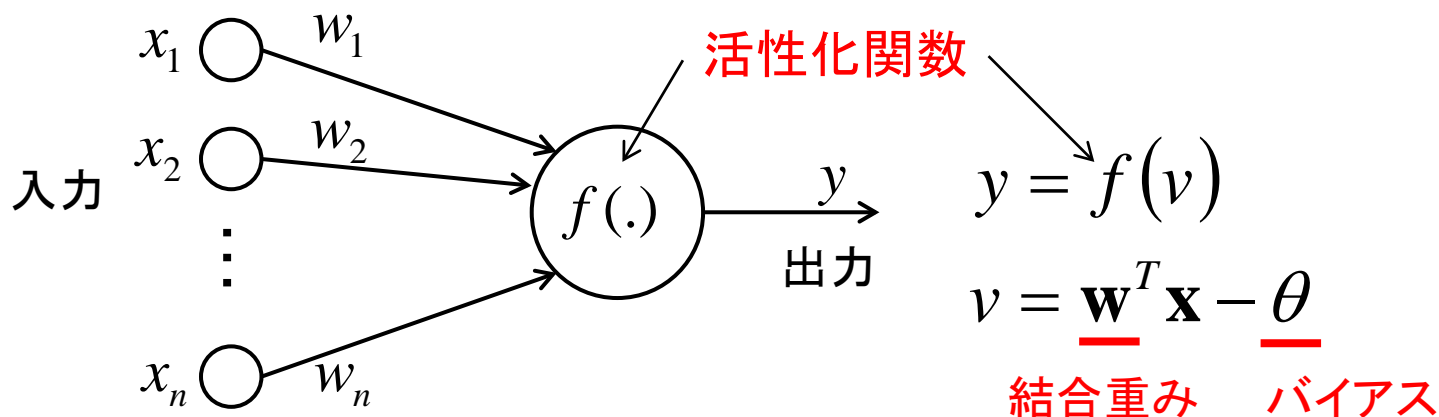 x₁ w₁
活性化関数
x₂ w₂
入力
f(.)
y
出力
⋮
xₙ wₙ
y = f(v)
v = 𝐰ᵀ𝐱 − θ
結合重み バイアス